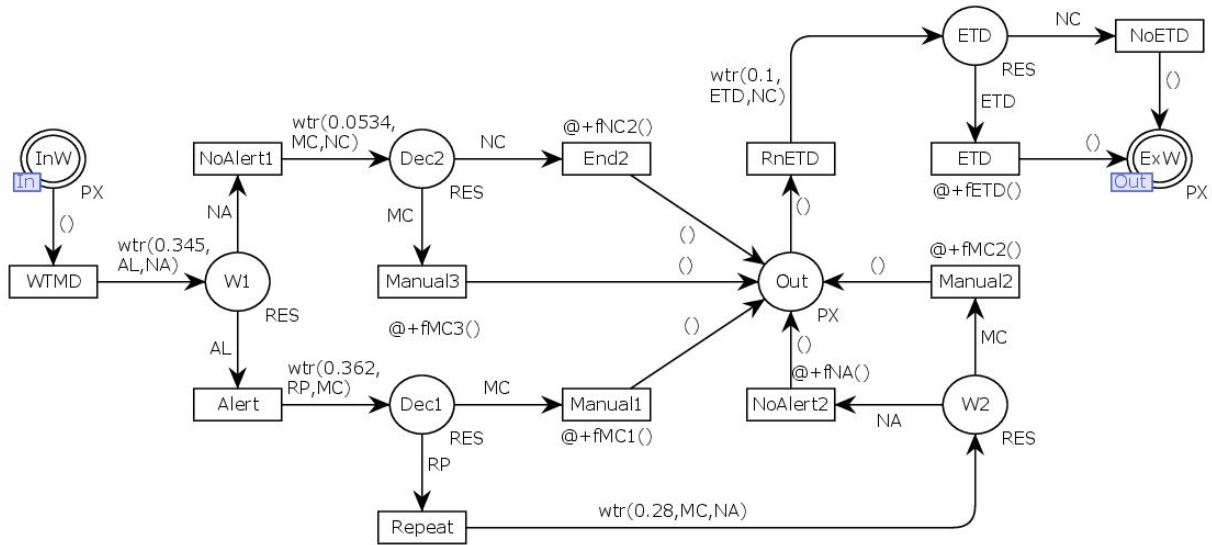 InW
In
PX
()
WTMD
wtr(0.345,
AL,NA)
W1
RES
NA
NoAlert1
wtr(0.0534,
MC,NC)
Dec2
RES
NC
@+fNC2()
End2
()
MC
Manual3
@+fMC3()
()
AL
Alert
wtr(0.362,
RP,MC)
Dec1
RES
MC
Manual1
@+fMC1()
()
RP
Repeat
wtr(0.28,MC,NA)
W2
RES
NA
NoAlert2
@+fNA()
()
MC
Manual2
@+fMC2()
()
Out
PX
()
RnETD
wtr(0.1,
ETD,NC)
ETD
RES
NC
NoETD
()
ETD
ETD
@+fETD()
()
ExW
Out
PX